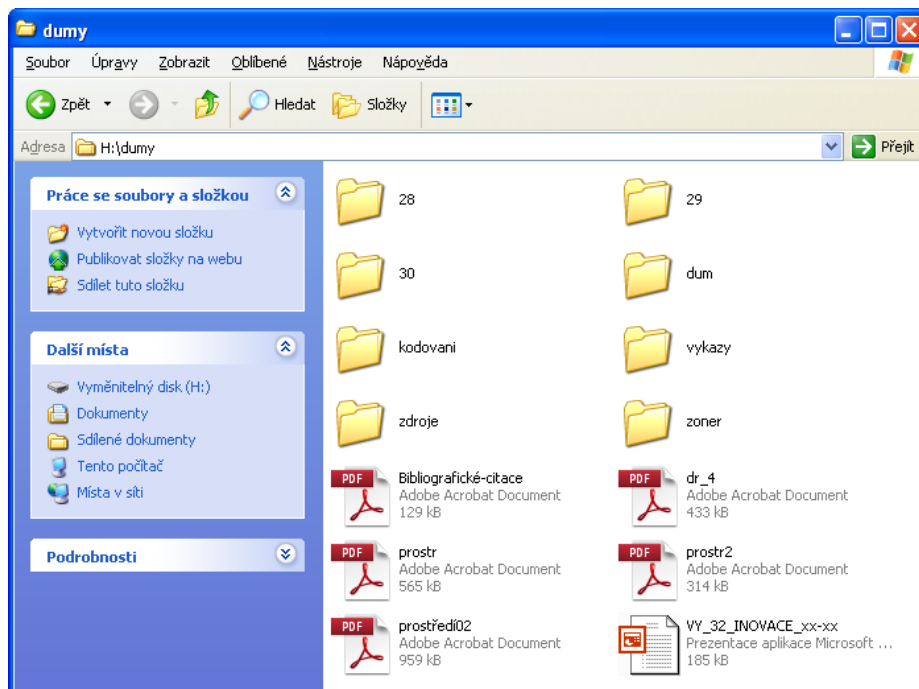 dumy
Soubor Úpravy Zobrazit Oblíbené Nástroje Nápověda
Zpět Hledat Složky
Adresa H:\dumy Přejít
Práce se soubory a složkou
Vytvořit novou složku
Publikovat složky na webu
Sdílet tuto složku
Další místa
Vyměnitelný disk (H:)
Dokumenty
Sdílené dokumenty
Tento počítač
Místa v síti
Podrobnosti
28
29
30
dum
kodovani
vykazy
zdroje
zoner
PDF
Bibliografické-citace
Adobe Acrobat Document
129 kB
PDF
dr_4
Adobe Acrobat Document
433 kB
PDF
prostr
Adobe Acrobat Document
565 kB
PDF
prostr2
Adobe Acrobat Document
314 kB
PDF
prostředí02
Adobe Acrobat Document
959 kB
VY_32_INOVACE_xx-xx
Prezentace aplikace Microsoft ...
185 kB